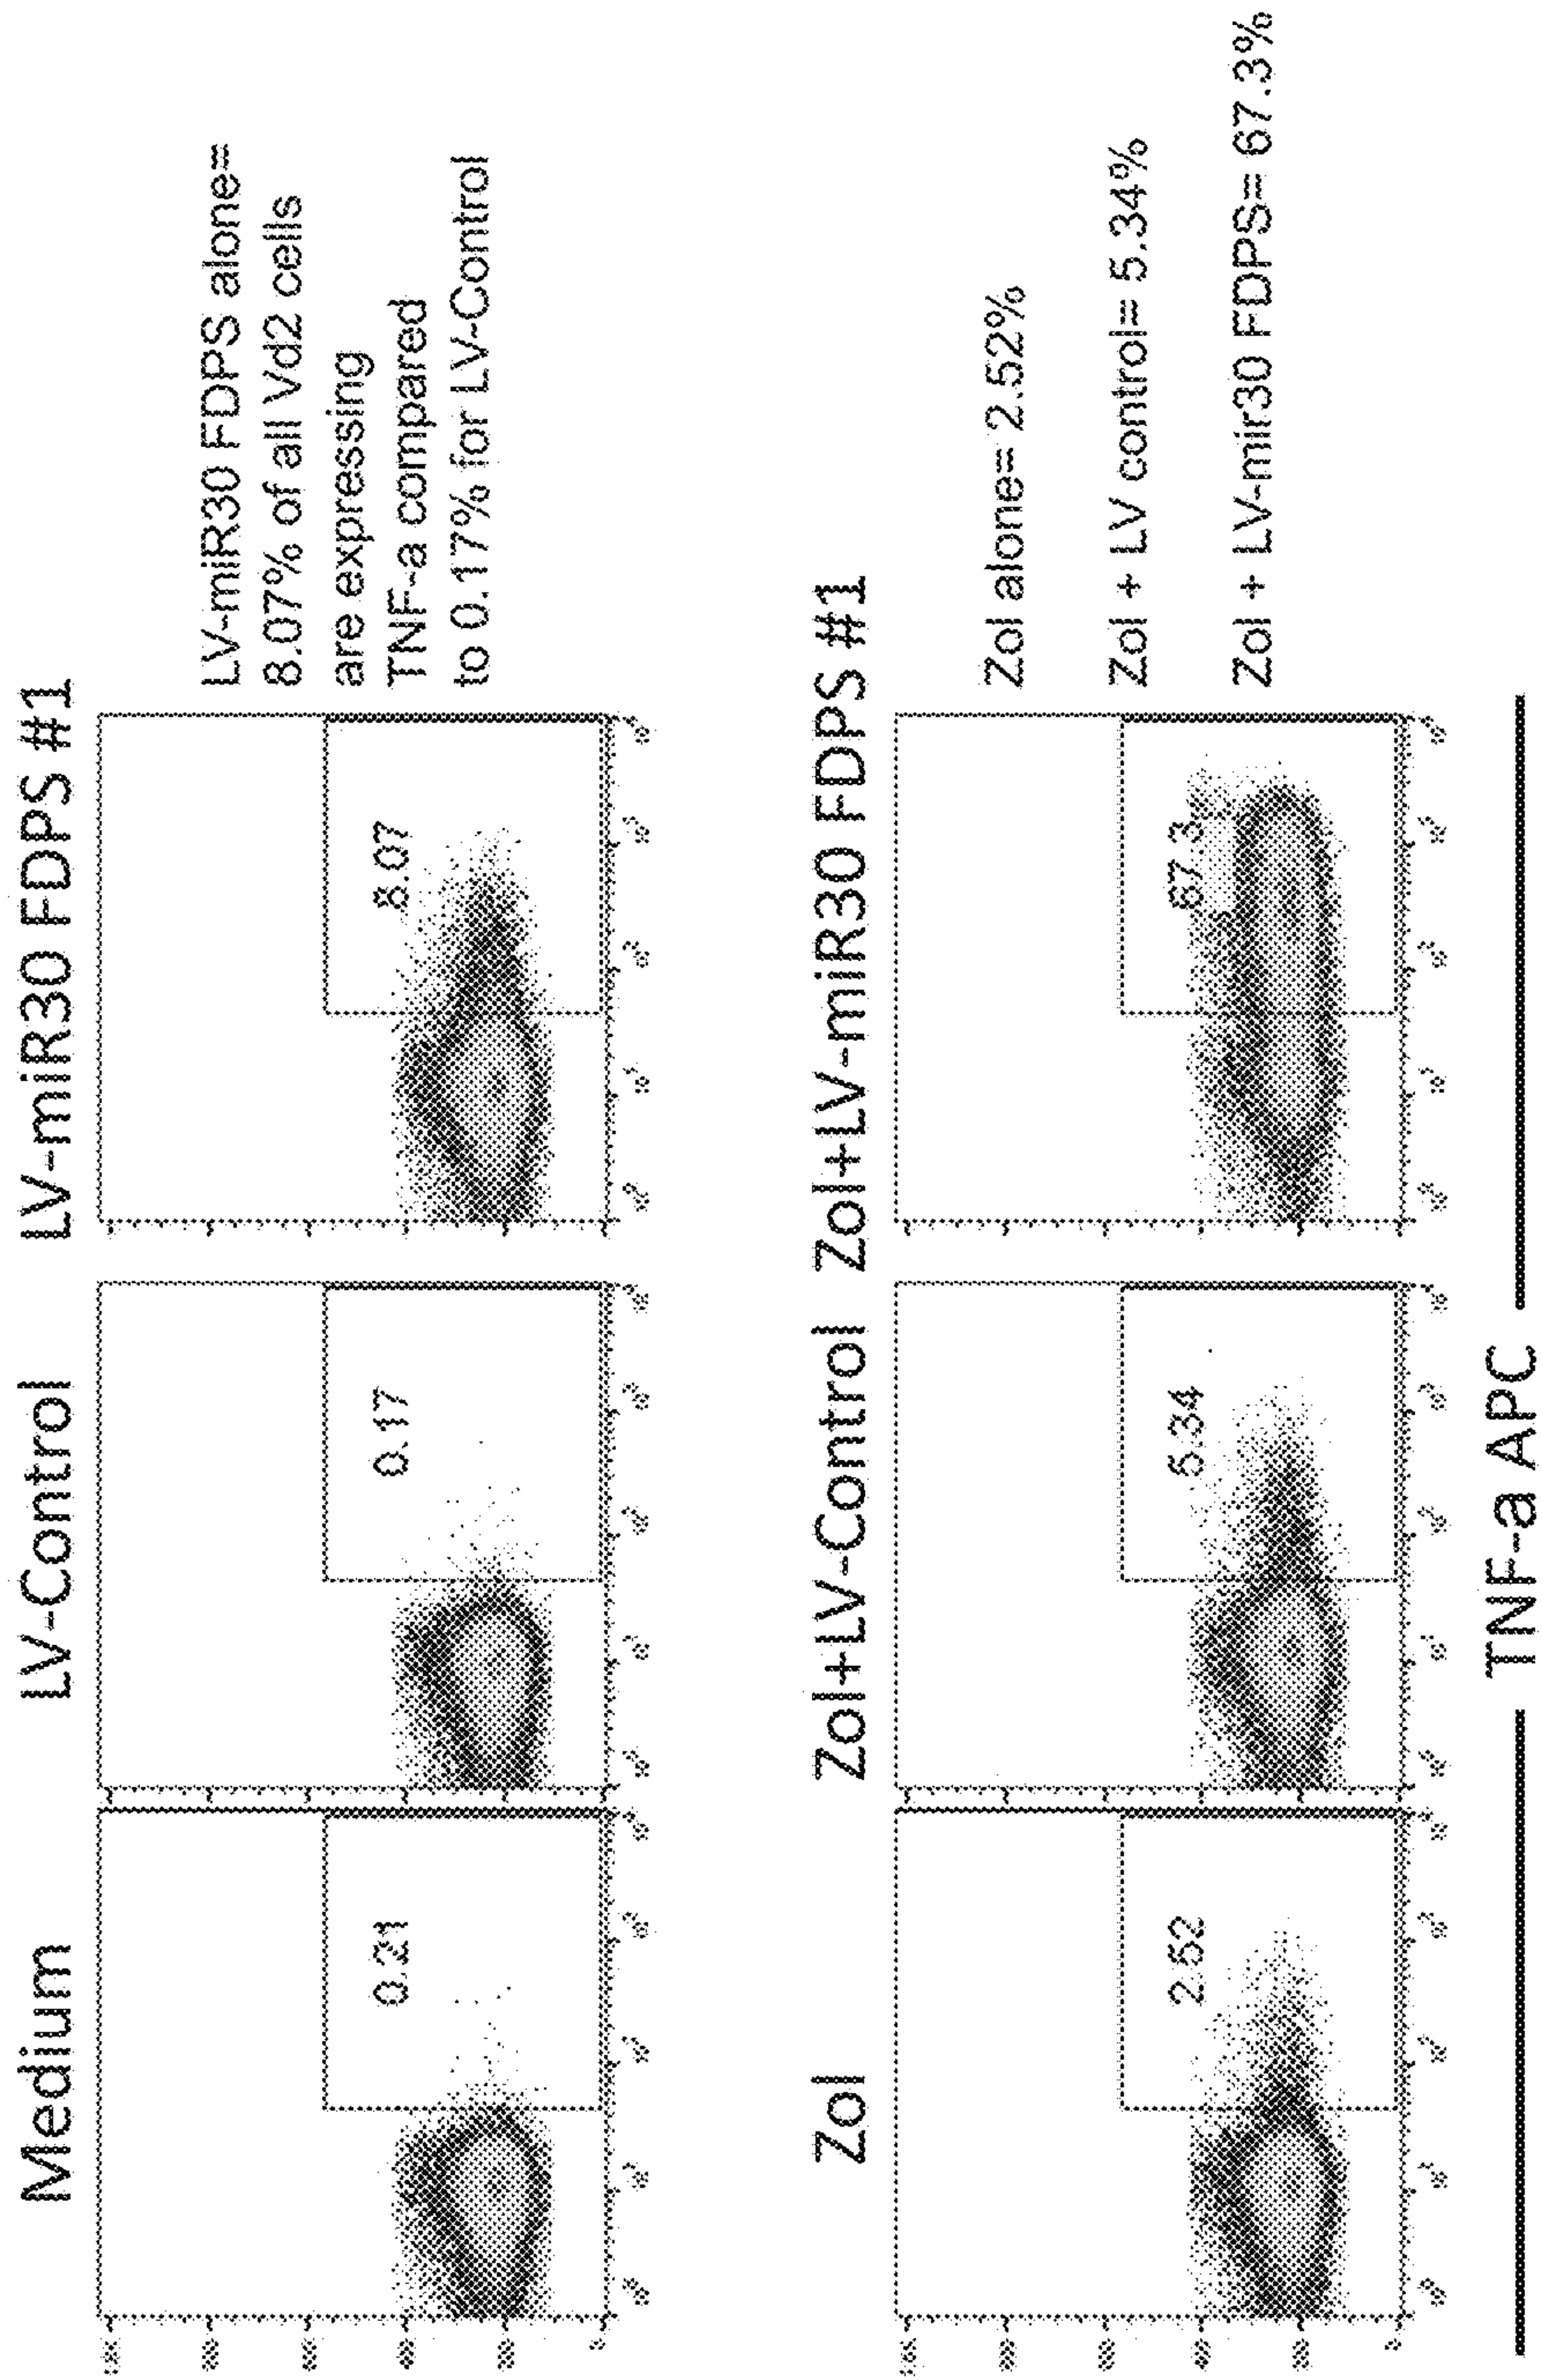 Medium
LV-Control
LV-miR30 FDPS #1
0.21
0.17
8.07
LV-miR30 FDPS alone=
8.07% of all Vd2 cells
are expressing
TNF-a compared
to 0.17% for LV-Control
Zol
Zol+LV-Control
Zol+LV-miR30 FDPS #1
2.52
5.34
67.3
Zol alone= 2.52%
Zol + LV control= 5.34%
Zol + LV-mir30 FDPS= 67.3%
TNF-a APC